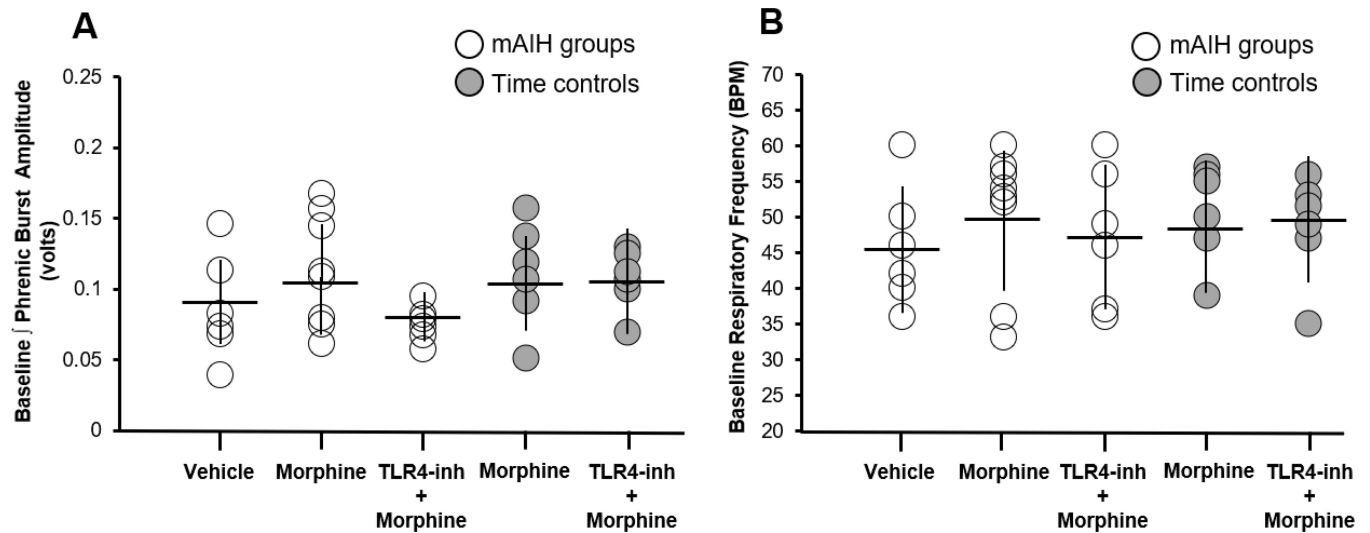 A
mAIH groups
Time controls
Baseline ∫ Phrenic Burst Amplitude
(volts)
0.25
0.2
0.15
0.1
0.05
0
Vehicle
Morphine
TLR4-inh
+
Morphine
Morphine
TLR4-inh
+
Morphine
B
mAIH groups
Time controls
Baseline Respiratory Frequency (BPM)
70
65
60
55
50
45
40
35
30
25
20
Vehicle
Morphine
TLR4-inh
+
Morphine
Morphine
TLR4-inh
+
Morphine